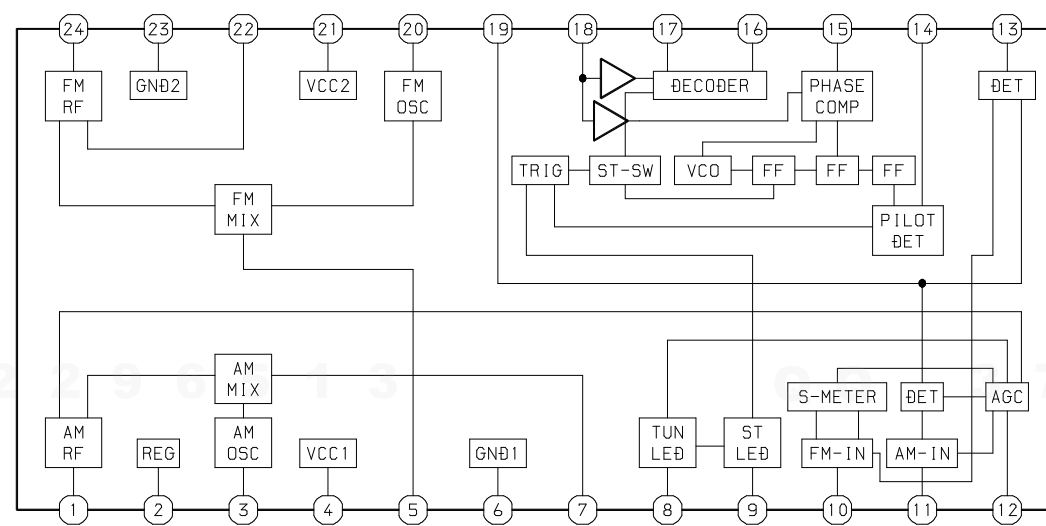 24 23 22 21 20 19 18 17 16 15 14 13
FM
RF
GND2
VCC2
FM
OSC
DECODER
PHASE
COMP
DET
TRIG
ST-SW
VCO
FF
FF
FF
FM
MIX
PILOT
DET
AM
MIX
S-METER
DET
AGC
AM
RF
REG
AM
OSC
VCC1
GND1
TUN
LED
ST
LED
FM-IN
AM-IN
1 2 3 4 5 6 7 8 9 10 11 12